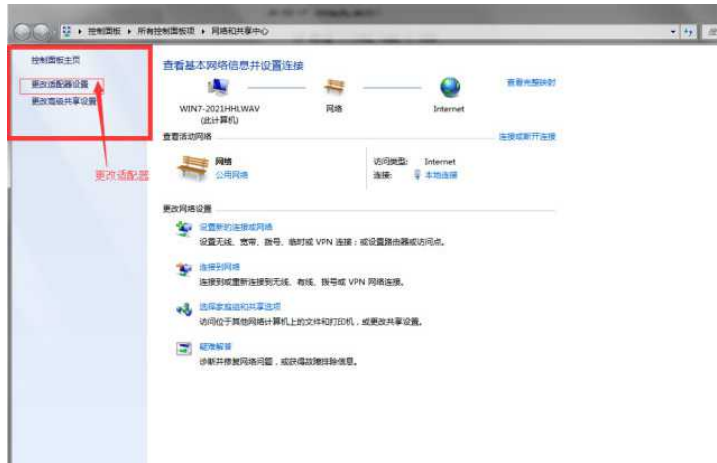 控制面板 ▸ 所有控制面板项 ▸ 网络和共享中心
控制面板主页
更改适配器设置
更改高级共享设置
更改适配器
查看基本网络信息并设置连接
查看完整映射
WIN7-2021HHLWAV
(此计算机)
网络
Internet
查看活动网络
连接或断开连接
网络
公用网络
访问类型: Internet
连接: 本地连接
更改网络设置
设置新的连接或网络
设置无线、宽带、拨号、临时或 VPN 连接；或设置路由器或访问点。
连接到网络
连接到或重新连接到无线、有线、拨号或 VPN 网络连接。
选择家庭组和共享选项
访问位于其他网络计算机上的文件和打印机，或更改共享设置。
疑难解答
诊断并修复网络问题，或获得故障排除信息。